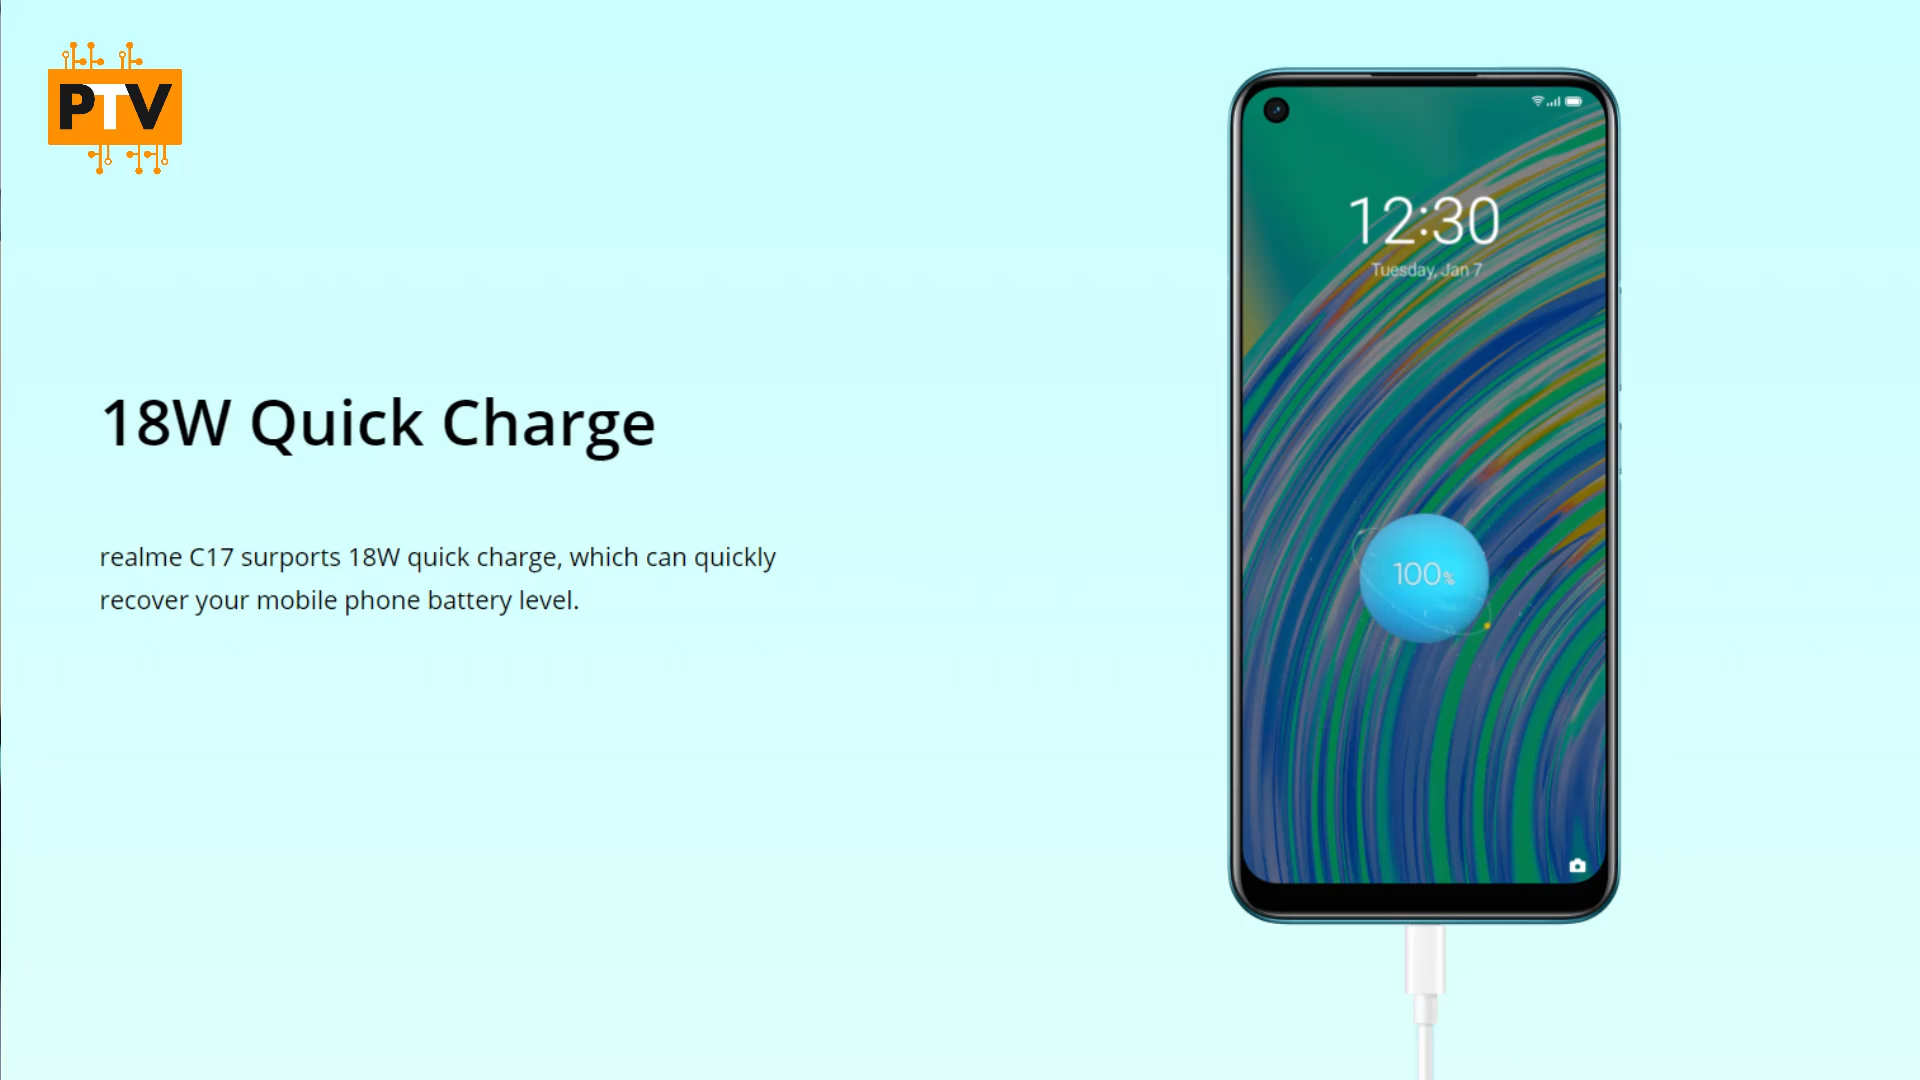 PTV
12:30
Tuesday, Jan 7
18W Quick Charge
realme C17 surports 18W quick charge, which can quickly
recover your mobile phone battery level.
100%